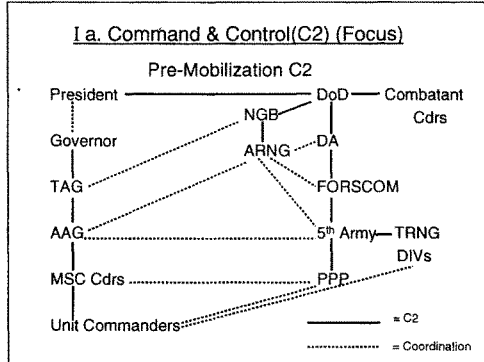 I a. Command & Control(C2) (Focus)
Pre-Mobilization C2
President DoD Combatant
Cdrs
NGB
Governor DA
ARNG
TAG FORSCOM
AAG 5th Army TRNG
DIVs
MSC Cdrs PPP
Unit Commanders
= C2
= Coordination